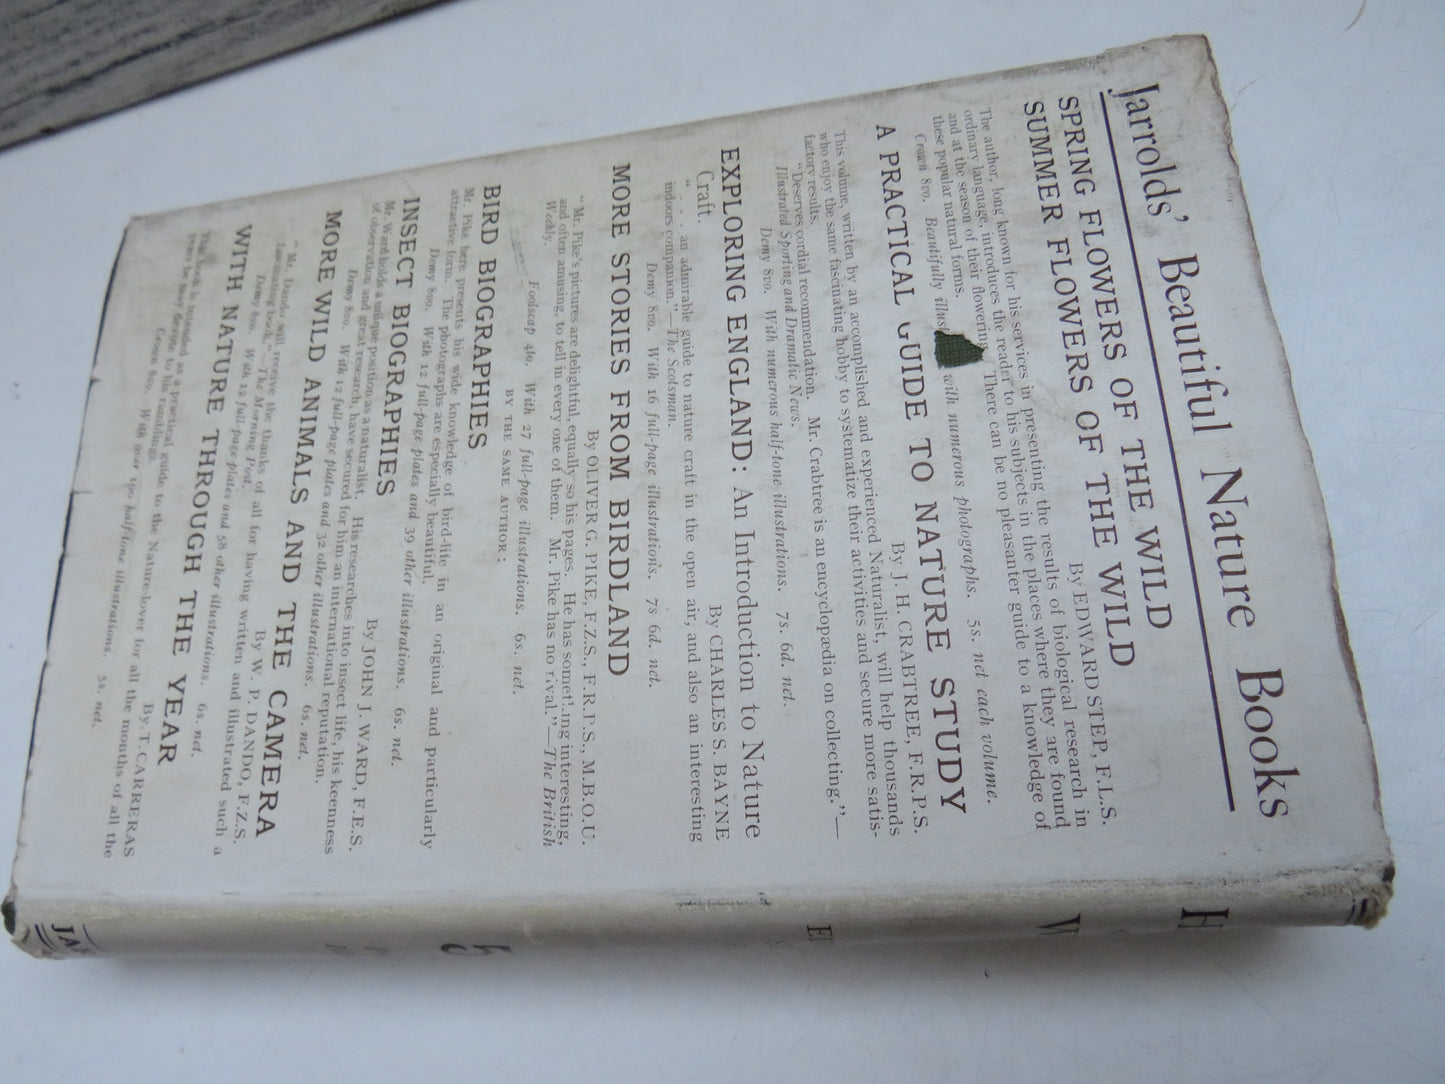 Jarrolds' Beautiful Nature Books
SPRING FLOWERS OF THE WILD
SUMMER FLOWERS OF THE WILD
By EDWARD STEP, F.L.S.
The author, long known for his services in presenting the results of biological research in
ordinary language, introduces the reader to his subjects in the places where they are found
and at the season of their flowering. There can be no pleasanter guide to a knowledge of
these popular natural forms.
Crown 8vo. Beautifully illust with numerous photographs. 5s. net each volume.
A PRACTICAL GUIDE TO NATURE STUDY
By J. H. CRABTREE, F.R.P.S.
This volume, written by an accomplished and experienced Naturalist, will help thousands
who enjoy the same fascinating hobby to systematize their activities and secure more satis-
factory results.
"Deserves cordial recommendation. Mr. Crabtree is an encyclopædia on collecting."—
Illustrated Sporting and Dramatic News.
Demy 8vo. With numerous half-tone illustrations. 7s. 6d. net.
EXPLORING ENGLAND: An Introduction to Nature
Craft.
By CHARLES S. BAYNE
". . . . an admirable guide to nature craft in the open air, and also an interesting
indoors companion."—The Scotsman.
Demy 8vo. With 16 full-page illustrations. 7s 6d. net.
MORE STORIES FROM BIRDLAND
By OLIVER G. PIKE, F.Z.S., F.R.P.S., M.B.O.U.
"Mr. Pike's pictures are delightful, equally so his pages. He has something interesting,
and often amusing, to tell in every one of them. Mr. Pike has no rival."—The British
Weekly.
Foolscap 4to. With 27 full-page illustrations. 6s. net.
BY THE SAME AUTHOR:
BIRD BIOGRAPHIES
Mr. Pike here presents his wide knowledge of bird-life in an original and particularly
attractive form. The photographs are especially beautiful.
Demy 8vo. With 12 full-page plates and 39 other illustrations. 6s. net.
INSECT BIOGRAPHIES
By JOHN J. WARD, F.E.S.
Mr. Ward holds a unique position as a naturalist. His researches into insect life, his keenness
of observation and great research, have secured for him an international reputation.
Demy 8vo. With 12 full-page plates and 32 other illustrations. 6s. net.
MORE WILD ANIMALS AND THE CAMERA
By W. P. DANDO, F.Z.S.
"Mr. Dando will receive the thanks of all for having written and illustrated such a
fascinating book."—The Morning Post.
Demy 8vo. With 12 full-page plates and 58 other illustrations. 6s. net.
WITH NATURE THROUGH THE YEAR
By T. CARRERAS
This book is intended as a practical guide to the Nature-lover for all the months of all the
years he may devote to his ramblings.
Crown 8vo. With over 190 half-tone illustrations. 5s. net.
H
W
El
5
JA